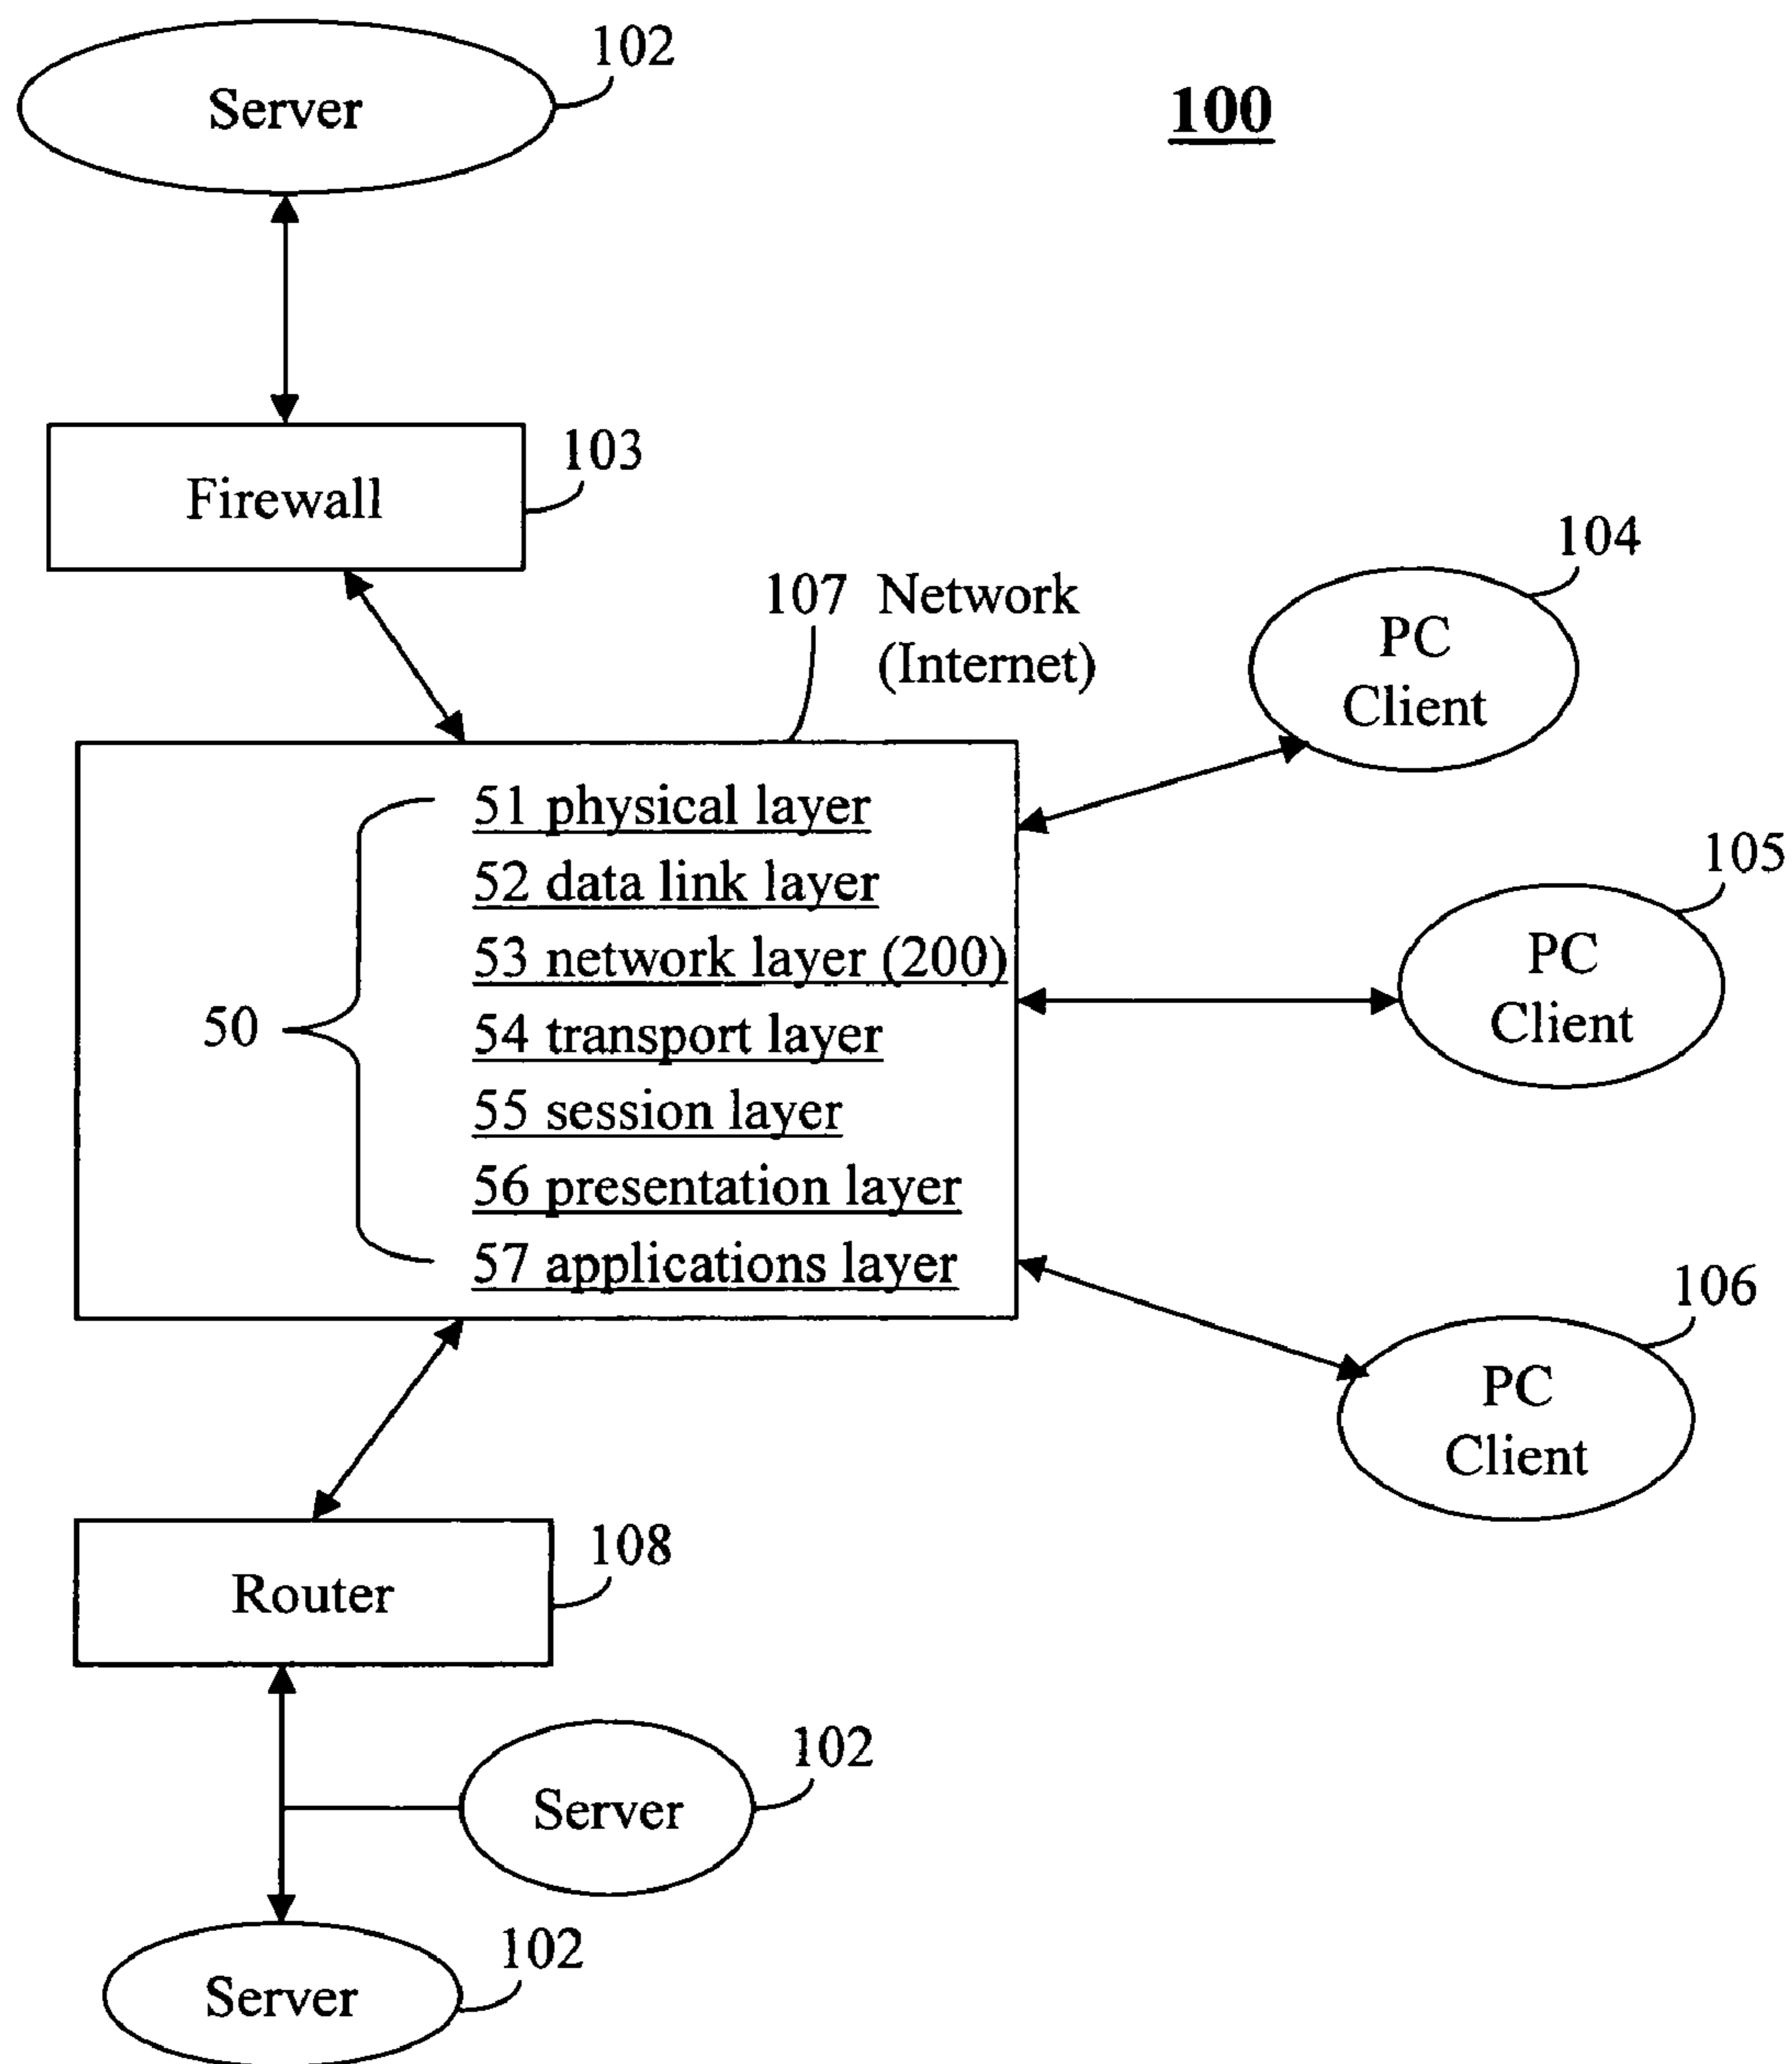 102
Server
100
103
Firewall
104
107 Network
(Internet)
PC
Client
51 physical layer
52 data link layer
53 network layer (200)
50
54 transport layer
55 session layer
56 presentation layer
57 applications layer
105
PC
Client
106
PC
Client
108
Router
102
Server
102
Server